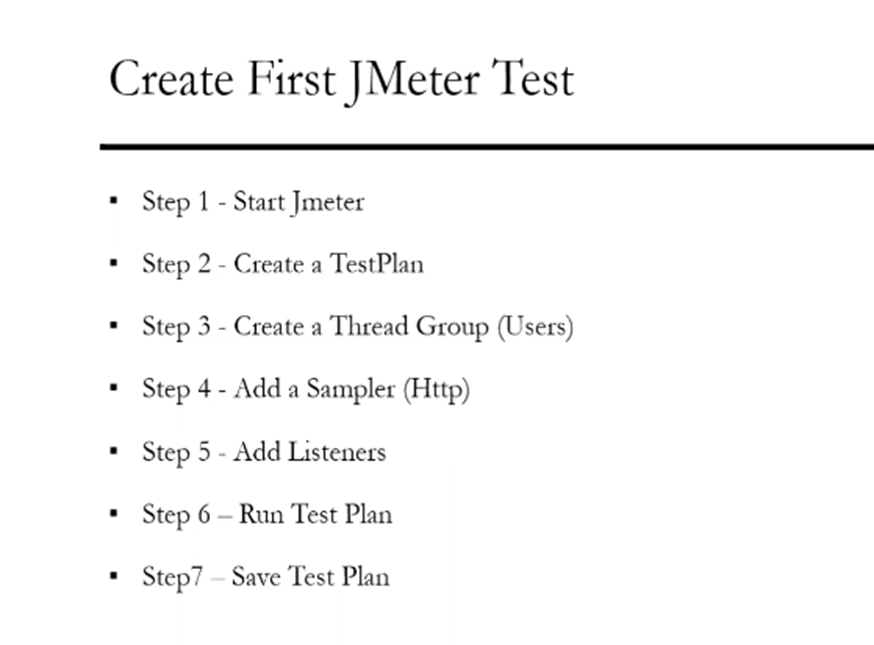 Create First JMeter Test
▪ Step 1 - Start Jmeter
▪ Step 2 - Create a TestPlan
▪ Step 3 - Create a Thread Group (Users)
▪ Step 4 - Add a Sampler (Http)
▪ Step 5 - Add Listeners
▪ Step 6 – Run Test Plan
▪ Step7 – Save Test Plan